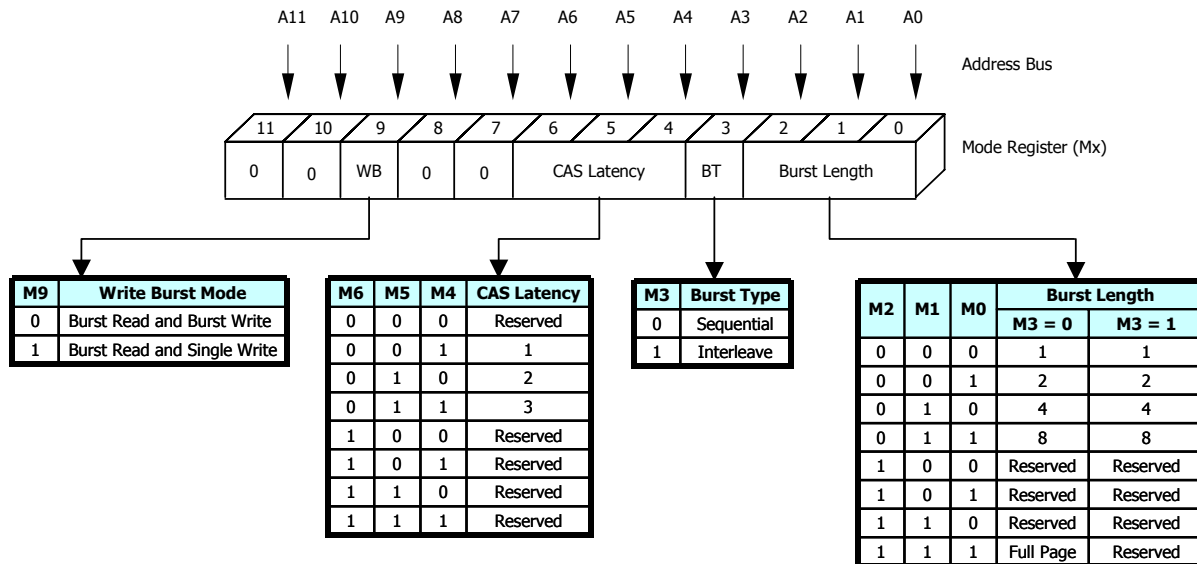 A11 A10 A9 A8 A7 A6 A5 A4 A3 A2 A1 A0
Address Bus
11 10 9 8 7 6 5 4 3 2 1 0
Mode Register (Mx)
0 0 WB 0 0 CAS Latency BT Burst Length
M9 Write Burst Mode
0 Burst Read and Burst Write
1 Burst Read and Single Write
M6 M5 M4 CAS Latency
0 0 0 Reserved
0 0 1 1
0 1 0 2
0 1 1 3
1 0 0 Reserved
1 0 1 Reserved
1 1 0 Reserved
1 1 1 Reserved
M3 Burst Type
0 Sequential
1 Interleave
M2 M1 M0 Burst Length
M3 = 0 M3 = 1
0 0 0 1 1
0 0 1 2 2
0 1 0 4 4
0 1 1 8 8
1 0 0 Reserved Reserved
1 0 1 Reserved Reserved
1 1 0 Reserved Reserved
1 1 1 Full Page Reserved